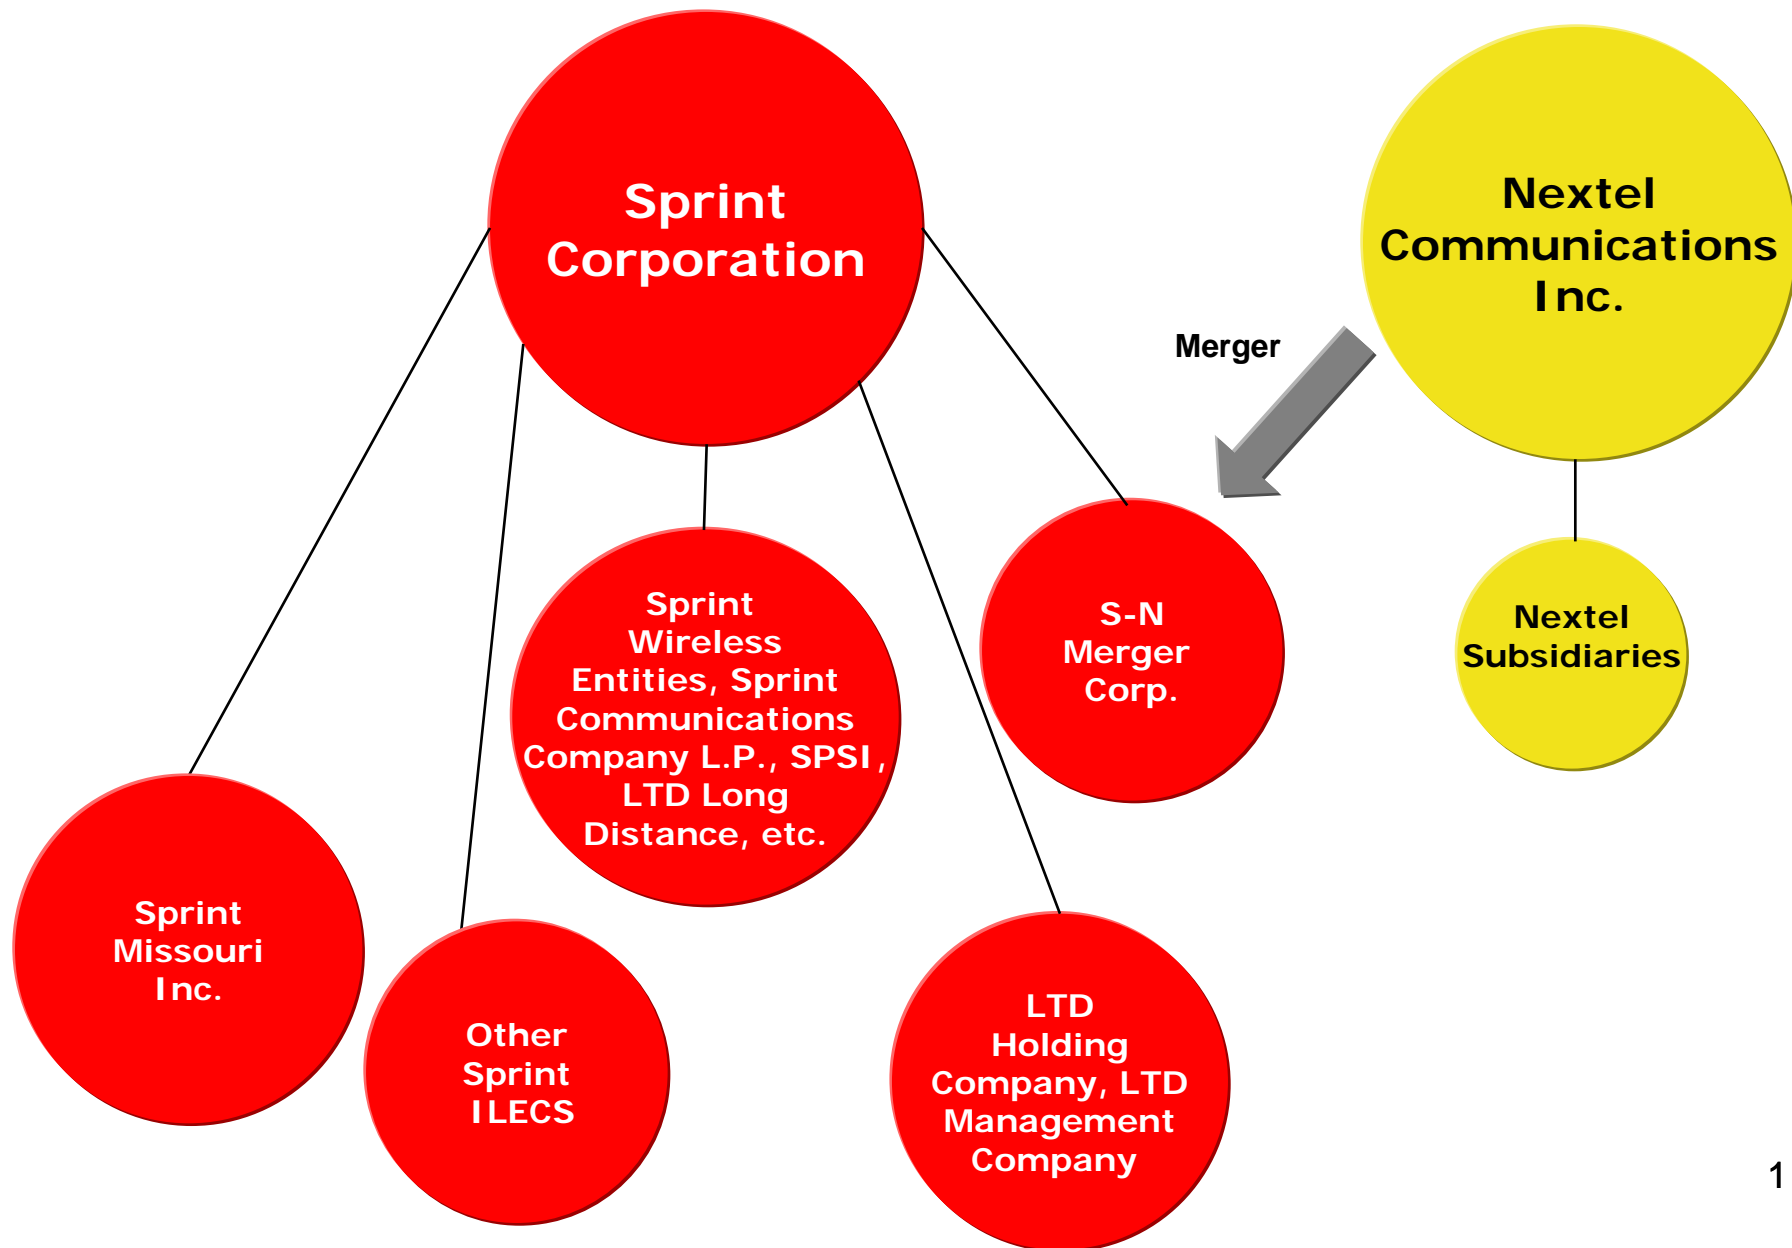 Sprint
Corporation
Nextel
Communications
Inc.
Merger
Sprint
Wireless
Entities, Sprint
Communications
Company L.P., SPSI,
LTD Long
Distance, etc.
S-N
Merger
Corp.
Nextel
Subsidiaries
Sprint
Missouri
Inc.
Other
Sprint
ILECS
LTD
Holding
Company, LTD
Management
Company
1